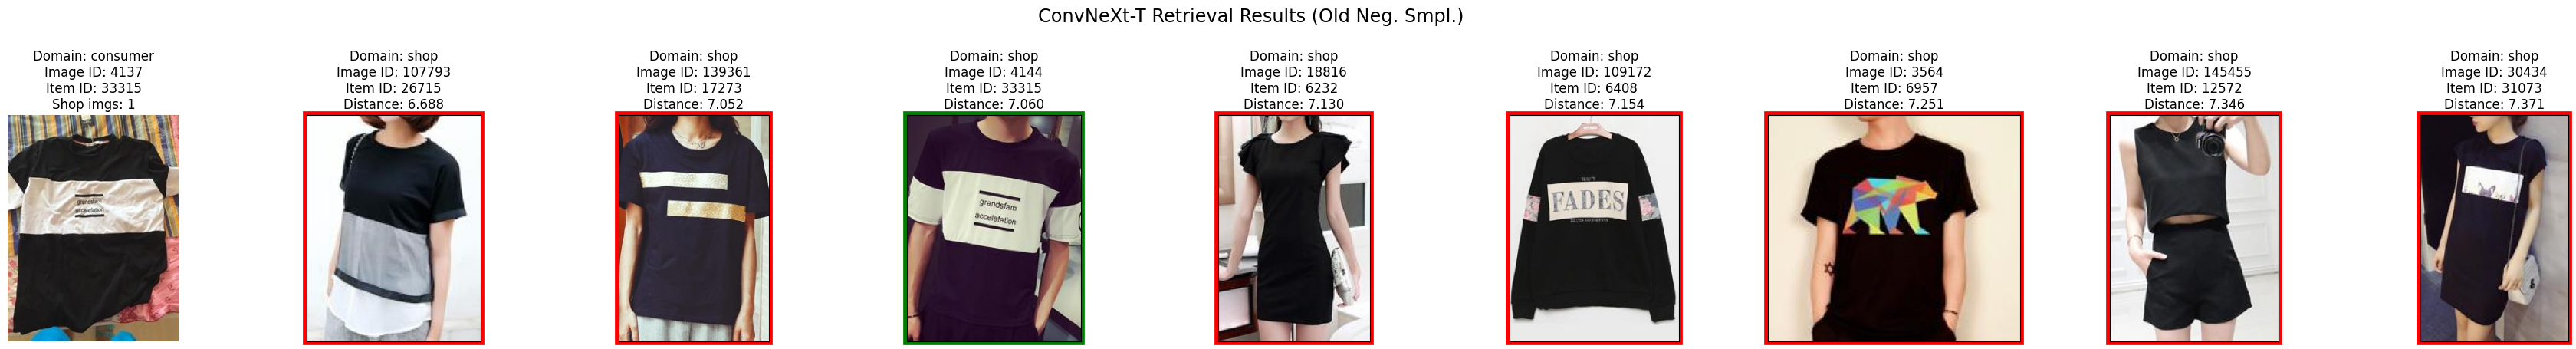 ConvNeXt-T Retrieval Results (Old Neg. Smpl.)
Domain: consumer
Image ID: 4137
Item ID: 33315
Shop imgs: 1
Domain: shop
Image ID: 107793
Item ID: 26715
Distance: 6.688
Domain: shop
Image ID: 139361
Item ID: 17273
Distance: 7.052
Domain: shop
Image ID: 4144
Item ID: 33315
Distance: 7.060
Domain: shop
Image ID: 18816
Item ID: 6232
Distance: 7.130
Domain: shop
Image ID: 109172
Item ID: 6408
Distance: 7.154
Domain: shop
Image ID: 3564
Item ID: 6957
Distance: 7.251
Domain: shop
Image ID: 145455
Item ID: 12572
Distance: 7.346
Domain: shop
Image ID: 30434
Item ID: 31073
Distance: 7.371
grandsfam
accelefation
grandsfam
accelefation
FADES